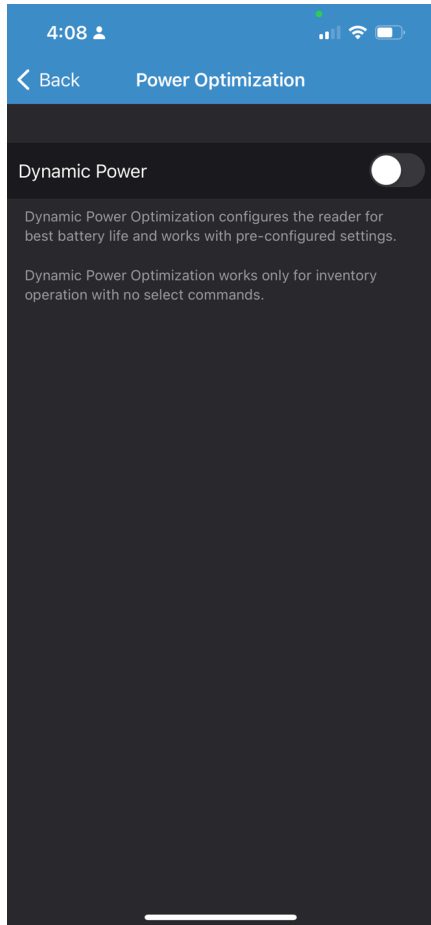 4:08
Back Power Optimization
Dynamic Power
Dynamic Power Optimization configures the reader for
best battery life and works with pre-configured settings.
Dynamic Power Optimization works only for inventory
operation with no select commands.